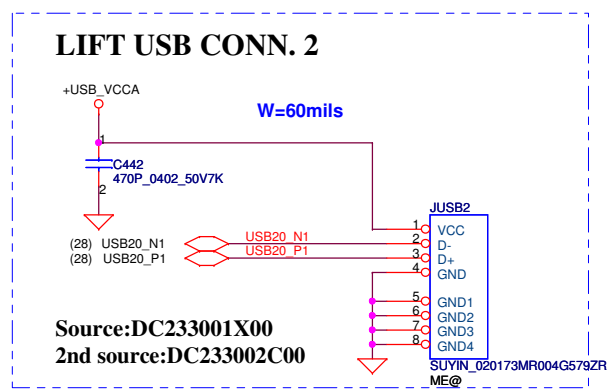 LIFT USB CONN. 2
+USB_VCCA
W=60mils
1
C442
470P_0402_50V7K
2
JUSB2
1 VCC
(28) USB20_N1 USB20_N1 2 D-
(28) USB20_P1 USB20_P1 3 D+
4 GND
5 GND1
6 GND2
7 GND3
8 GND4
Source:DC233001X00
2nd source:DC233002C00
SUYIN_020173MR004G579ZR
ME@